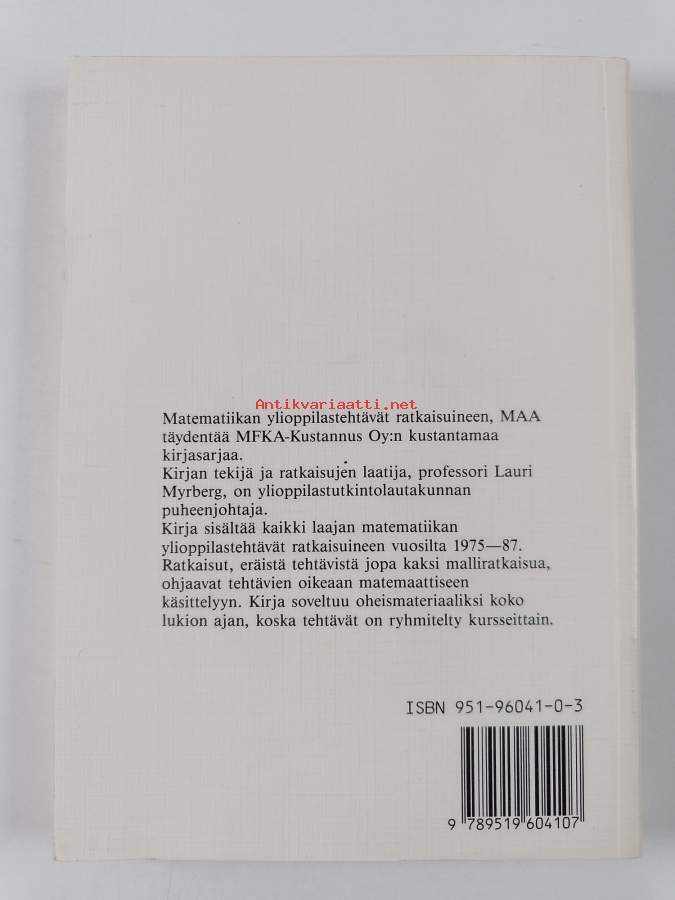 Antikvariaatti.net
Matematiikan ylioppilastehtävät ratkaisuineen, MAA
täydentää MFKA-Kustannus Oy:n kustantamaa
kirjasarjaa.
Kirjan tekijä ja ratkaisujen laatija, professori Lauri
Myrberg, on ylioppilastutkintolautakunnan
puheenjohtaja.
Kirja sisältää kaikki laajan matematiikan
ylioppilastehtävät ratkaisuineen vuosilta 1975—87.
Ratkaisut, eräistä tehtävistä jopa kaksi malliratkaisua,
ohjaavat tehtävien oikeaan matemaattiseen
käsittelyyn. Kirja soveltuu oheismateriaaliksi koko
lukion ajan, koska tehtävät on ryhmitelty kursseittain.
ISBN 951-96041-0-3
9 789519 604107